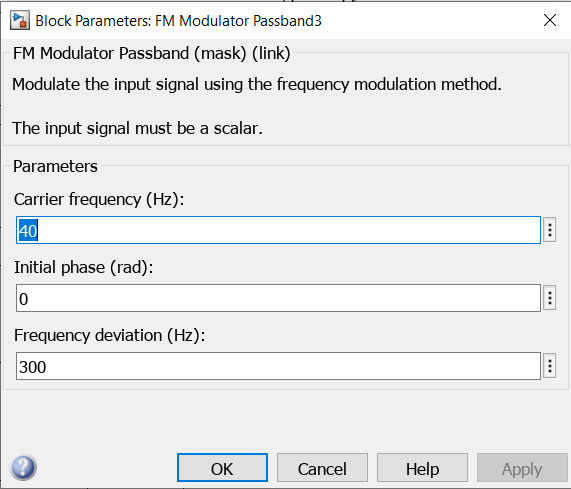 Block Parameters: FM Modulator Passband3
FM Modulator Passband (mask) (link)
Modulate the input signal using the frequency modulation method.
The input signal must be a scalar.
Parameters
Carrier frequency (Hz):
40
Initial phase (rad):
0
Frequency deviation (Hz):
300
OK Cancel Help Apply